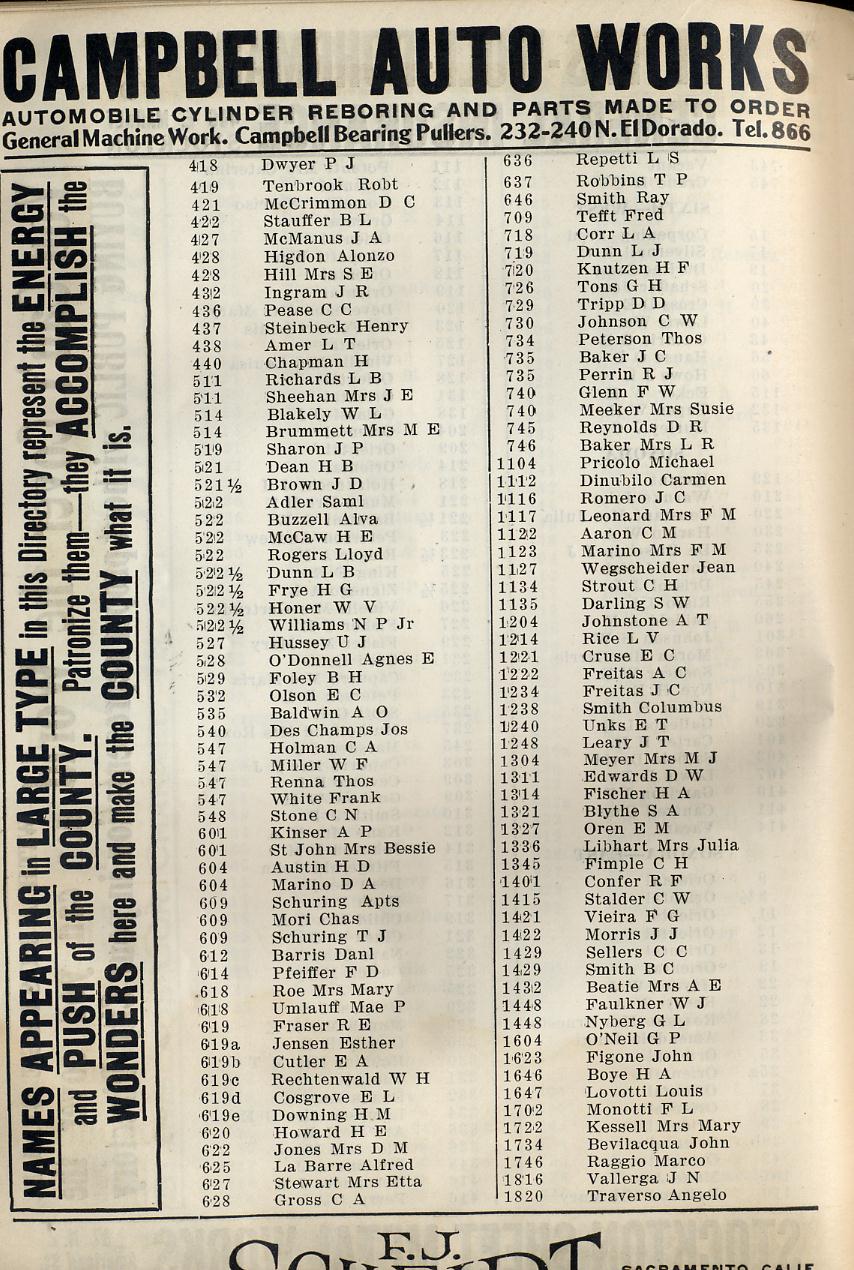 CAMPBELL AUTO WORKS
AUTOMOBILE CYLINDER REBORING AND PARTS MADE TO ORDER
General Machine Work. Campbell Bearing Pullers. 232-240 N. El Dorado. Tel. 866
NAMES APPEARING in LARGE TYPE in this Directory represent the ENERGY
and PUSH of the COUNTY. Patronize them—they ACCOMPLISH the
WONDERS here and make the COUNTY what it is.
418 Dwyer P J
419 Tenbrook Robt
421 McCrimmon D C
422 Stauffer B L
427 McManus J A
428 Higdon Alonzo
428 Hill Mrs S E
432 Ingram J R
436 Pease C C
437 Steinbeck Henry
438 Amer L T
440 Chapman H
511 Richards L B
511 Sheehan Mrs J E
514 Blakely W L
514 Brummett Mrs M E
519 Sharon J P
521 Dean H B
521 ½ Brown J D
522 Adler Saml
522 Buzzell Alva
522 McCaw H E
522 Rogers Lloyd
522 ½ Dunn L B
522 ½ Frye H G
522 ½ Honer W V
522 ½ Williams N P Jr
527 Hussey U J
528 O'Donnell Agnes E
529 Foley B H
532 Olson E C
535 Baldwin A O
540 Des Champs Jos
547 Holman C A
547 Miller W F
547 Renna Thos
547 White Frank
548 Stone C N
601 Kinser A P
601 St John Mrs Bessie
604 Austin H D
604 Marino D A
609 Schuring Apts
609 Mori Chas
609 Schuring T J
612 Barris Danl
614 Pfeiffer F D
618 Roe Mrs Mary
618 Umlauff Mae P
619 Fraser R E
619a Jensen Esther
619b Cutler E A
619c Rechtenwald W H
619d Cosgrove E L
619e Downing H M
620 Howard H E
622 Jones Mrs D M
625 La Barre Alfred
627 Stewart Mrs Etta
628 Gross C A
636 Repetti L S
637 Robbins T P
646 Smith Ray
709 Tefft Fred
718 Corr L A
719 Dunn L J
720 Knutzen H F
726 Tons G H
729 Tripp D D
730 Johnson C W
734 Peterson Thos
735 Baker J C
735 Perrin R J
740 Glenn F W
740 Meeker Mrs Susie
745 Reynolds D R
746 Baker Mrs L R
1104 Pricolo Michael
1112 Dinubilo Carmen
1116 Romero J C
1117 Leonard Mrs F M
1122 Aaron C M
1123 Marino Mrs F M
1127 Wegscheider Jean
1134 Strout C H
1135 Darling S W
1204 Johnstone A T
1214 Rice L V
1221 Cruse E C
1222 Freitas A C
1234 Freitas J C
1238 Smith Columbus
1240 Unks E T
1248 Leary J T
1304 Meyer Mrs M J
1311 Edwards D W
1314 Fischer H A
1321 Blythe S A
1327 Oren E M
1336 Libhart Mrs Julia
1345 Fimple C H
1401 Confer R F
1415 Stalder C W
1421 Vieira F G
1422 Morris J J
1429 Sellers C C
1429 Smith B C
1432 Beatie Mrs A E
1448 Faulkner W J
1448 Nyberg G L
1604 O'Neil G P
1623 Figone John
1646 Boye H A
1647 Lovotti Louis
1702 Monotti F L
1722 Kessell Mrs Mary
1734 Bevilacqua John
1746 Raggio Marco
1816 Vallerga J N
1820 Traverso Angelo
F. J.
SACRAMENTO, CALIF